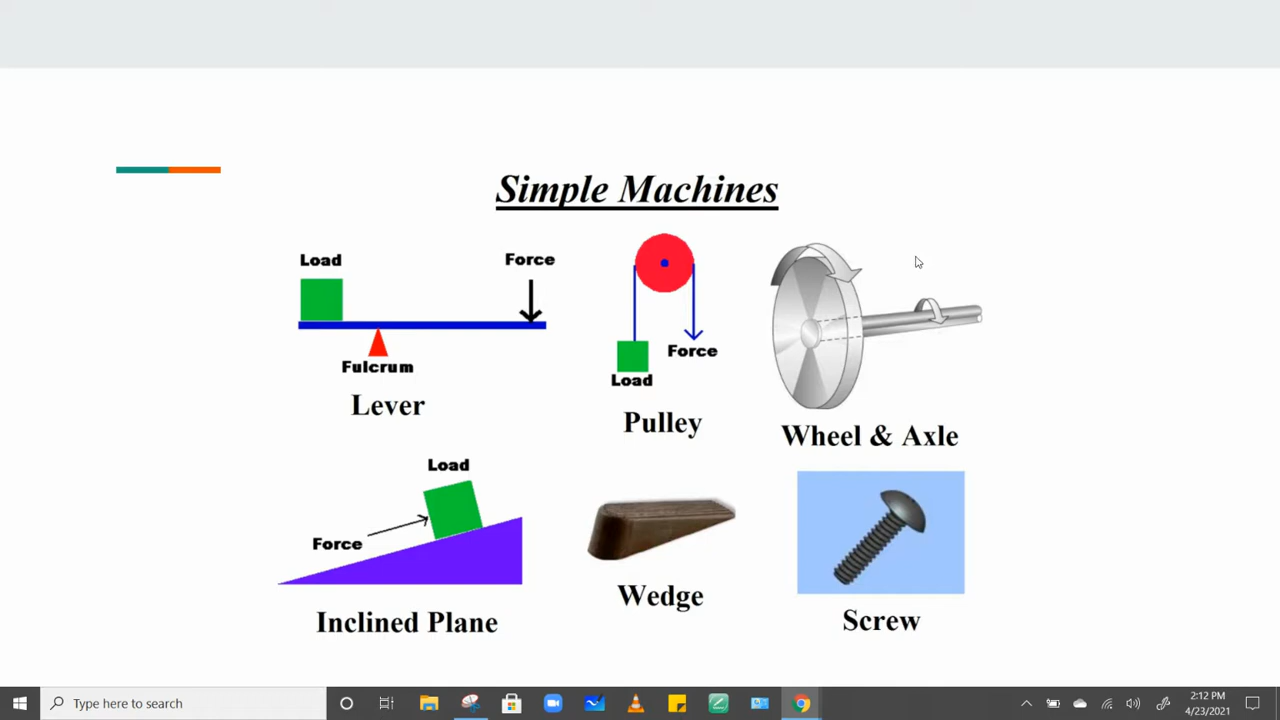 Simple Machines
Load
Force
Fulcrum
Lever
Force
Load
Pulley
Wheel & Axle
Load
Force
Inclined Plane
Wedge
Screw
Type here to search
2:12 PM
4/23/2021